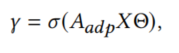 γ = σ(A_{adp}XΘ),